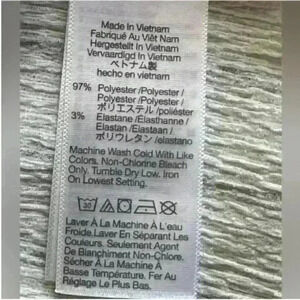 Made In Vietnam
Fabriqué Au Viêt Nam
Hergestellt In Vietnam
Vervaardigd In Vietnam
ベトナム製
hecho en vietnam
97% Polyester /Polyester /
Polyester /Polyester /
ポリエステル /poliéster
3% Elastane /Élasthanne /
Elastan /Elastaan /
ポリウレタン /elastano
Machine Wash Cold With Like
Colors. Non-Chlorine Bleach
Only. Tumble Dry Low. Iron
On Lowest Setting.
30
Laver À La Machine À L'eau
Froide.Laver En Séparant Les
Couleurs. Seulement Agent
De Blanchiment Non-Chlore.
Sécher À La Machine À
Basse Température. Fer Au
Réglage Le Plus Bas.